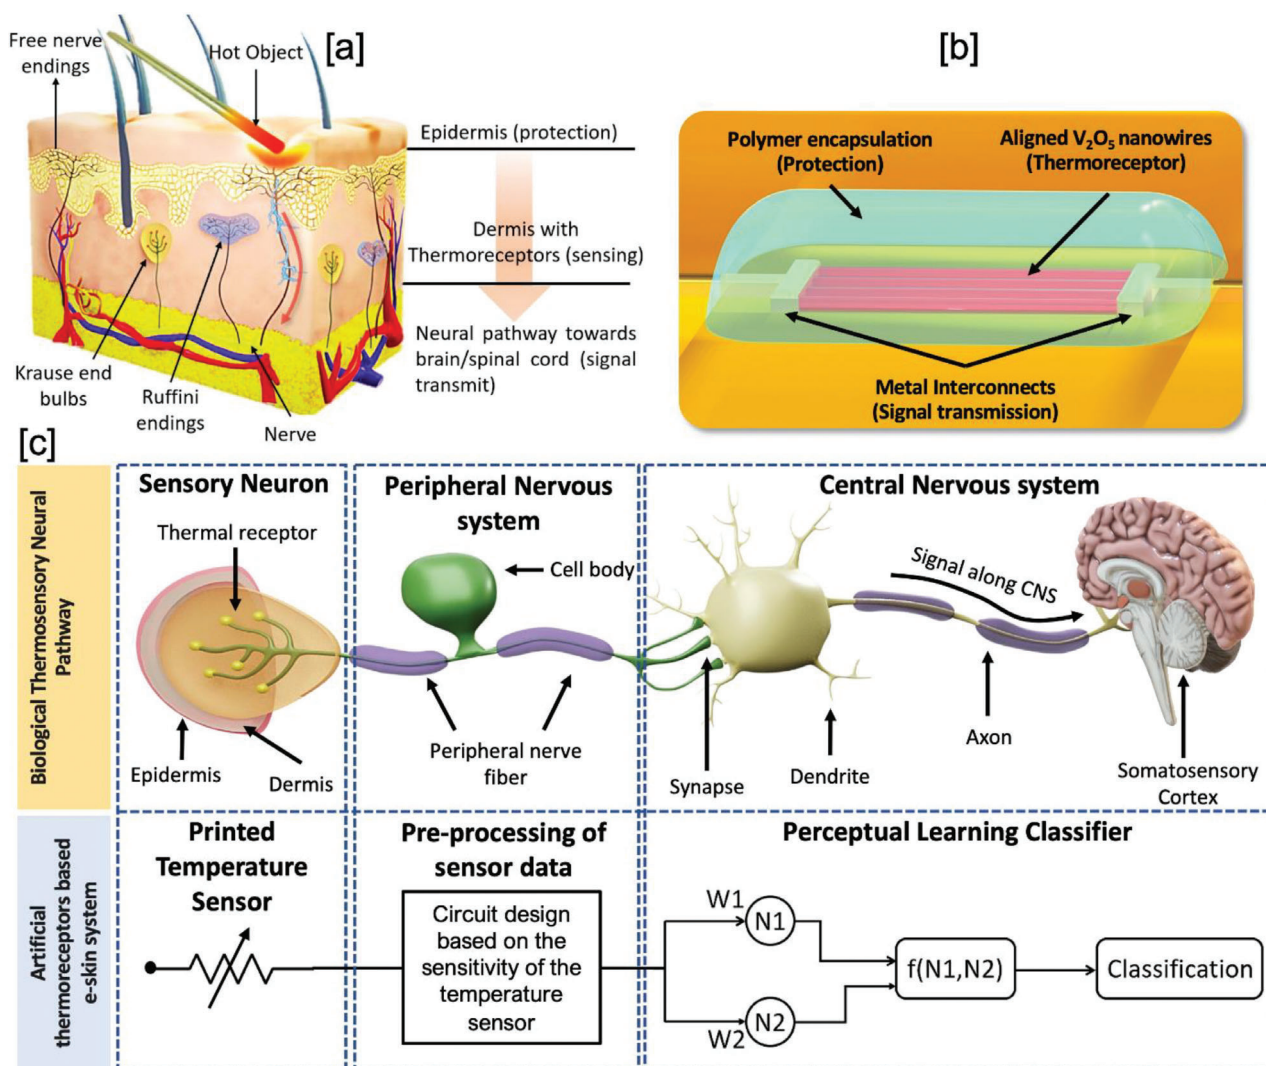 [a]
Free nerve
endings
Hot Object
Epidermis (protection)
Dermis with
Thermoreceptors (sensing)
Neural pathway towards
brain/spinal cord (signal
transmit)
Krause end
bulbs
Ruffini
endings
Nerve
[b]
Polymer encapsulation
(Protection)
Aligned V₂O₅ nanowires
(Thermoreceptor)
Metal Interconnects
(Signal transmission)
[c]
Biological Thermosensory Neural
Pathway
Sensory Neuron
Thermal receptor
Epidermis
Dermis
Peripheral Nervous
system
Cell body
Peripheral nerve
fiber
Central Nervous system
Signal along CNS
Synapse
Dendrite
Axon
Somatosensory
Cortex
Artificial
thermoreceptors based
e-skin system
Printed
Temperature
Sensor
Pre-processing of
sensor data
Circuit design
based on the
sensitivity of the
temperature
sensor
Perceptual Learning Classifier
W1
N1
W2
N2
f(N1,N2)
Classification